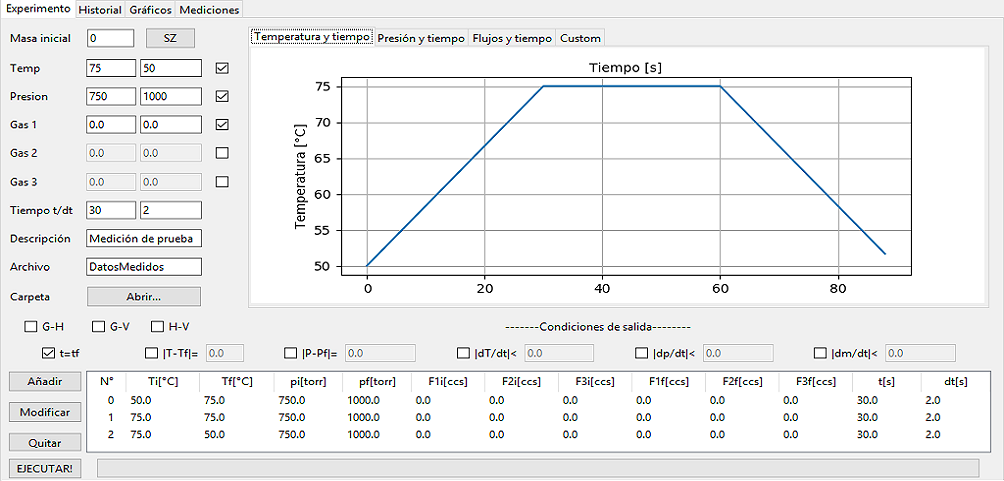 Experimento Historial Gráficos Mediciones
Masa inicial 0 SZ
Temp 75 50
Presion 750 1000
Gas 1 0.0 0.0
Gas 2 0.0 0.0
Gas 3 0.0 0.0
Tiempo t/dt 30 2
Descripción Medición de prueba
Archivo DatosMedidos
Carpeta Abrir...
Temperatura y tiempo Presión y tiempo Flujos y tiempo Custom
Tiempo [s]
Temperatura [°C]
75
70
65
60
55
50
0 20 40 60 80
G-H G-V H-V
-------Condiciones de salida--------
t=tf |T-Tf|= 0.0 |P-Pf|= 0.0 |dT/dt|< 0.0 |dp/dt|< 0.0 |dm/dt|< 0.0
Añadir
Modificar
Quitar
EJECUTAR!
N° Ti[°C] Tf[°C] pi[torr] pf[torr] F1i[ccs] F2i[ccs] F3i[ccs] F1f[ccs] F2f[ccs] F3f[ccs] t[s] dt[s]
0 50.0 75.0 750.0 1000.0 0.0 0.0 0.0 0.0 0.0 0.0 30.0 2.0
1 75.0 75.0 750.0 1000.0 0.0 0.0 0.0 0.0 0.0 0.0 30.0 2.0
2 75.0 50.0 750.0 1000.0 0.0 0.0 0.0 0.0 0.0 0.0 30.0 2.0